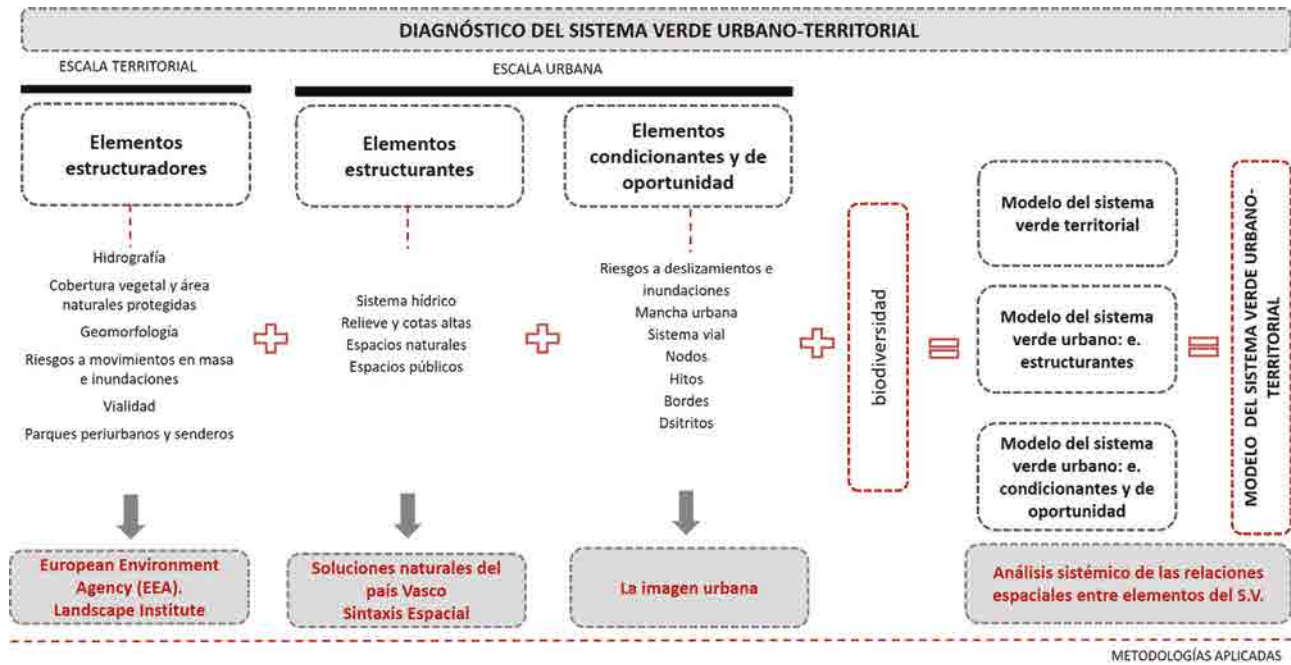 DIAGNÓSTICO DEL SISTEMA VERDE URBANO-TERRITORIAL
ESCALA TERRITORIAL
ESCALA URBANA
Elementos
estructuradores
Elementos
estructurantes
Elementos
condicionantes y de
oportunidad
Hidrografía
Cobertura vegetal y área
naturales protegidas
Geomorfología
Riesgos a movimientos en masa
e inundaciones
Vialidad
Parques periurbanos y senderos
Sistema hídrico
Relieve y cotas altas
Espacios naturales
Espacios públicos
Riesgos a deslizamientos e
inundaciones
Mancha urbana
Sistema vial
Nodos
Hitos
Bordes
Dsitritos
biodiversidad
Modelo del sistema
verde territorial
Modelo del sistema
verde urbano: e.
estructurantes
Modelo del sistema
verde urbano: e.
condicionantes y de
oportunidad
MODELO DEL SISTEMA VERDE URBANO-
TERRITORIAL
European Environment
Agency (EEA).
Landscape Institute
Soluciones naturales del
país Vasco
Sintaxis Espacial
La imagen urbana
Análisis sistémico de las relaciones
espaciales entre elementos del S.V.
METODOLOGÍAS APLICADAS